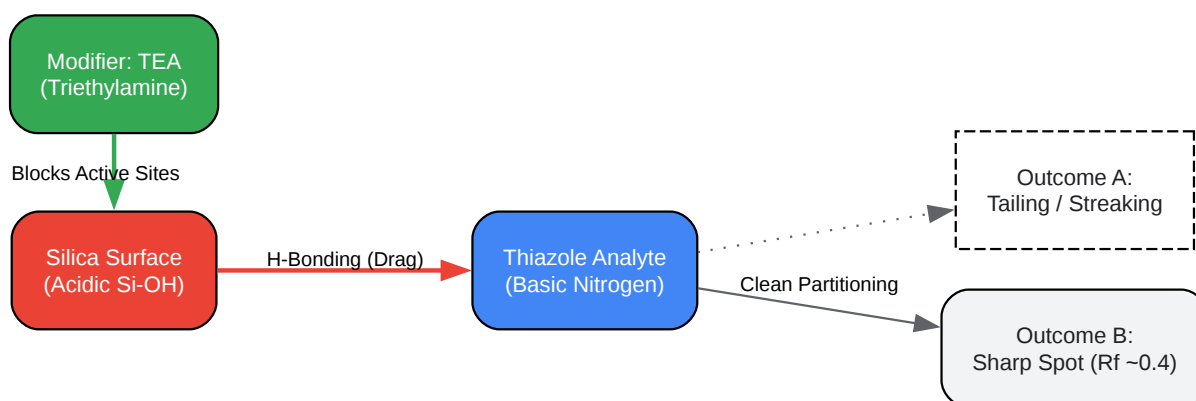 Modifier: TEA
(Triethylamine)
Blocks Active Sites
Silica Surface
(Acidic Si-OH)
H-Bonding (Drag)
Thiazole Analyte
(Basic Nitrogen)
Outcome A:
Tailing / Streaking
Clean Partitioning
Outcome B:
Sharp Spot (Rf ~0.4)